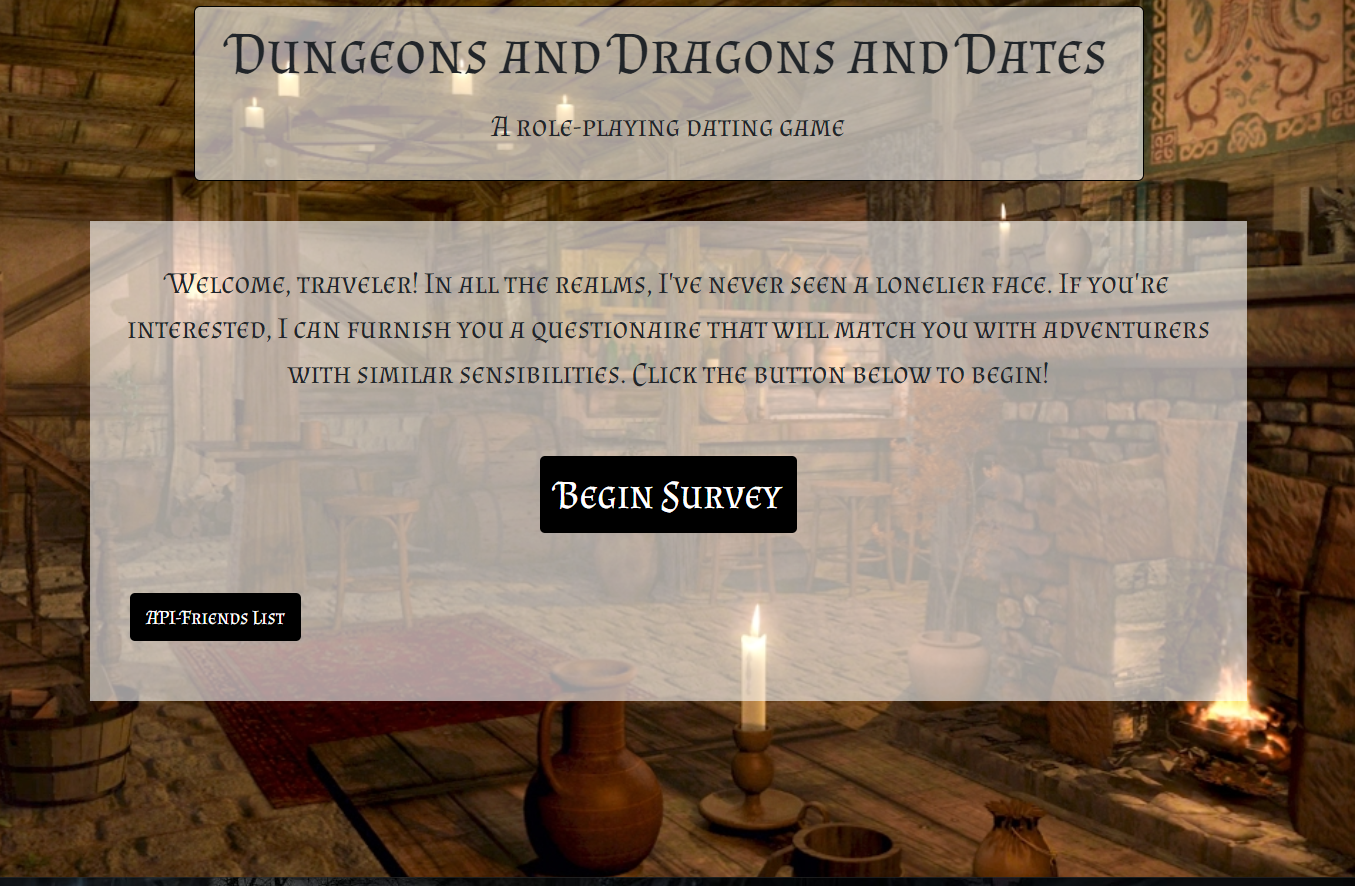 Dungeons and Dragons and Dates
A role-playing dating game
Welcome, traveler! In all the realms, I've never seen a lonelier face. If you're
interested, I can furnish you a questionaire that will match you with adventurers
with similar sensibilities. Click the button below to begin!
Begin Survey
API-Friends List